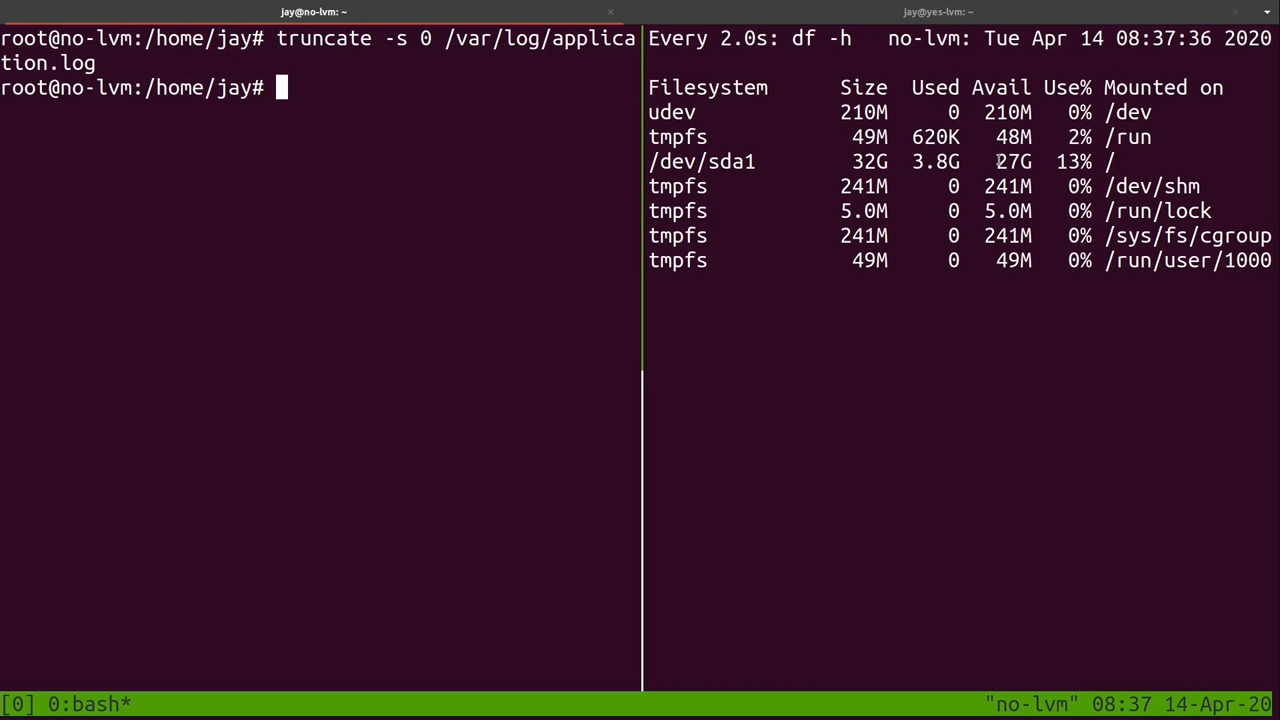 jay@no-lvm: ~ × jay@yes-lvm: ~ ×
root@no-lvm:/home/jay# truncate -s 0 /var/log/applica
tion.log
root@no-lvm:/home/jay#
Every 2.0s: df -h no-lvm: Tue Apr 14 08:37:36 2020
Filesystem Size Used Avail Use% Mounted on
udev 210M 0 210M 0% /dev
tmpfs 49M 620K 48M 2% /run
/dev/sda1 32G 3.8G 27G 13% /
tmpfs 241M 0 241M 0% /dev/shm
tmpfs 5.0M 0 5.0M 0% /run/lock
tmpfs 241M 0 241M 0% /sys/fs/cgroup
tmpfs 49M 0 49M 0% /run/user/1000
[0] 0:bash* "no-lvm" 08:37 14-Apr-20